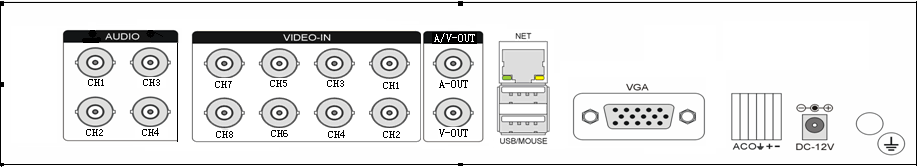 AUDIO
CH1 CH3
CH2 CH4
VIDEO-IN
CH7 CH5 CH3 CH1
CH8 CH6 CH4 CH2
A/V-OUT
A-OUT
V-OUT
NET
USB/MOUSE
VGA
ACO⏚+-
DC-12V